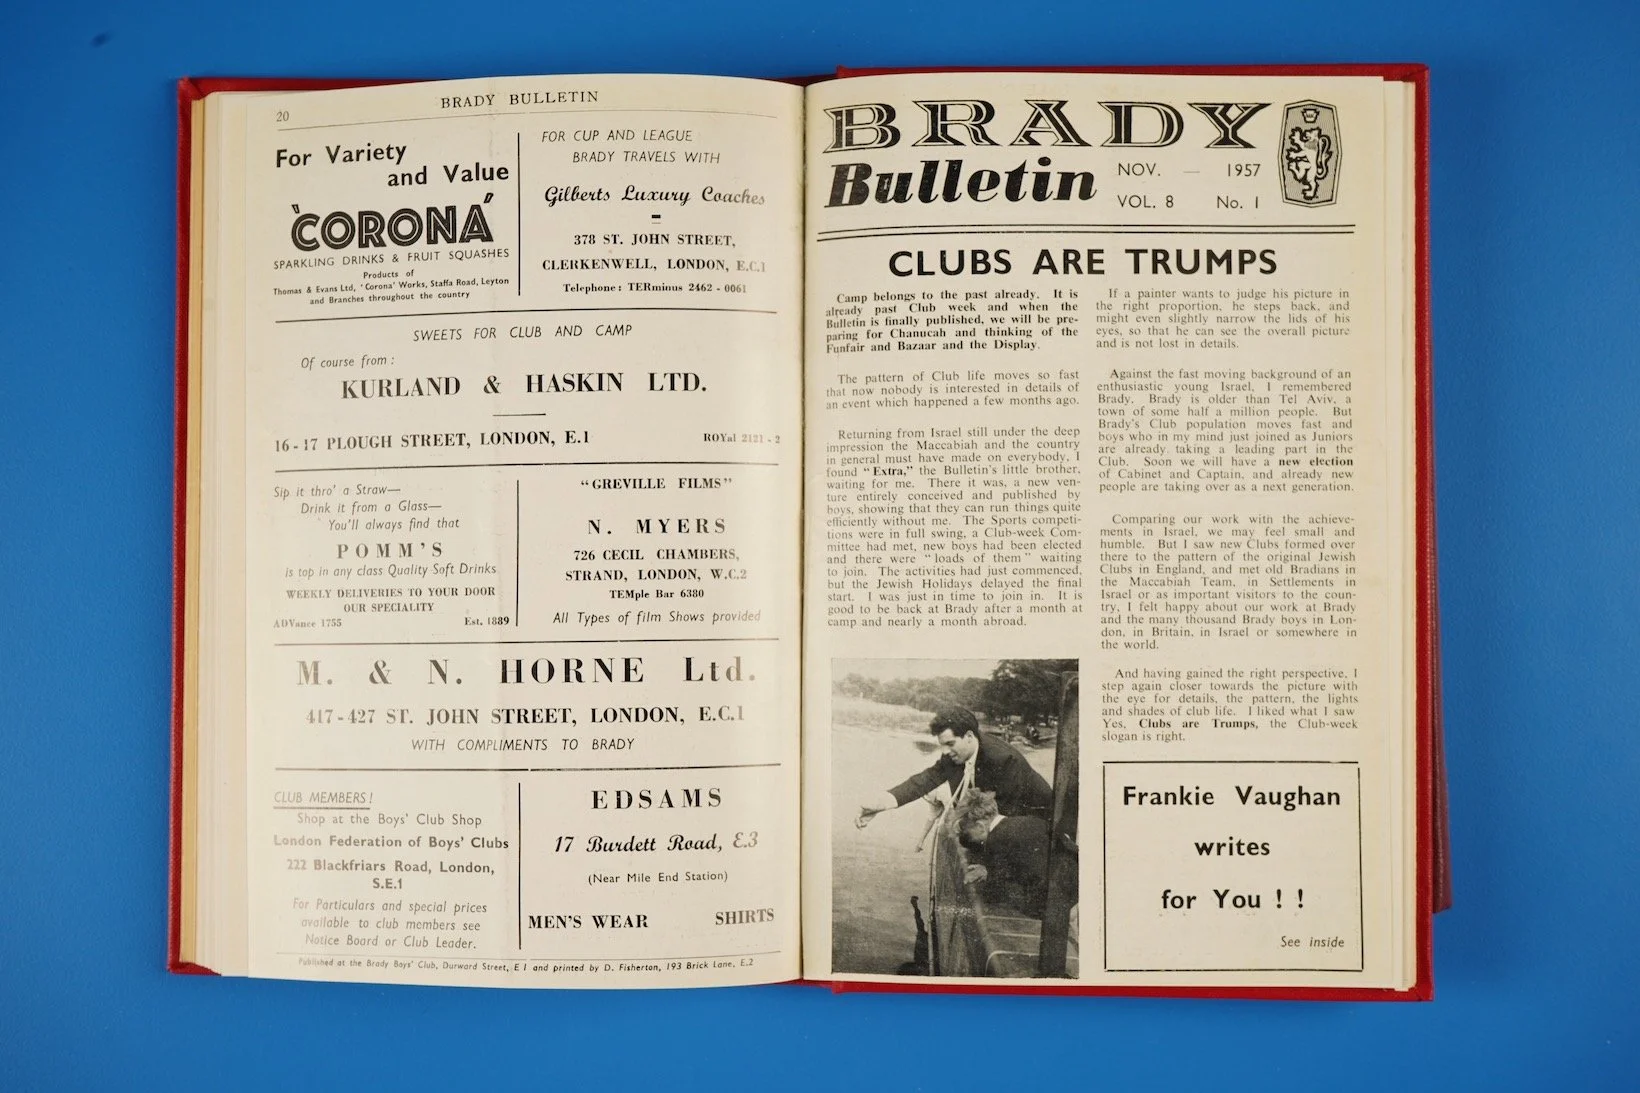 20
BRADY BULLETIN
For Variety
and Value
'CORONA'
SPARKLING DRINKS & FRUIT SQUASHES
Products of
Thomas & Evans Ltd, 'Corona' Works, Staffa Road, Leyton
and Branches throughout the country
FOR CUP AND LEAGUE
BRADY TRAVELS WITH
Gilberts Luxury Coaches
378 ST. JOHN STREET,
CLERKENWELL, LONDON, E.C.1
Telephone: TERminus 2462 - 0061
SWEETS FOR CLUB AND CAMP
Of course from:
KURLAND & HASKIN LTD.
16-17 PLOUGH STREET, LONDON, E.1
ROYal 2121-2
Sip it thro' a Straw—
Drink it from a Glass—
You'll always find that
POMM'S
is top in any class Quality Soft Drinks
WEEKLY DELIVERIES TO YOUR DOOR
OUR SPECIALITY
ADVance 1755 Est. 1889
"GREVILLE FILMS"
N. MYERS
726 CECIL CHAMBERS,
STRAND, LONDON, W.C.2
TEMple Bar 6380
All Types of film Shows provided
M. & N. HORNE Ltd.
417-427 ST. JOHN STREET, LONDON, E.C.1
WITH COMPLIMENTS TO BRADY
CLUB MEMBERS!
Shop at the Boys' Club Shop
London Federation of Boys' Clubs
222 Blackfriars Road, London,
S.E.1
For Particulars and special prices
available to club members see
Notice Board or Club Leader.
EDSAMS
17 Burdett Road, E.3
(Near Mile End Station)
MEN'S WEAR SHIRTS
Published at the Brady Boys' Club, Durward Street, E 1 and printed by D. Fisherton, 193 Brick Lane, E.2
BRADY
Bulletin
NOV. — 1957
VOL. 8 No. 1
CLUBS ARE TRUMPS
Camp belongs to the past already. It is
already past Club week and when the
Bulletin is finally published, we will be pre-
paring for Chanucah and thinking of the
Funfair and Bazaar and the Display.
The pattern of Club life moves so fast
that now nobody is interested in details of
an event which happened a few months ago.
Returning from Israel still under the deep
impression the Maccabiah and the country
in general must have made on everybody, I
found "Extra," the Bulletin's little brother,
waiting for me. There it was, a new ven-
ture entirely conceived and published by
boys, showing that they can run things quite
efficiently without me. The Sports competi-
tions were in full swing, a Club-week Com-
mittee had met, new boys had been elected
and there were "loads of them" waiting
to join. The activities had just commenced,
but the Jewish Holidays delayed the final
start. I was just in time to join in. It is
good to be back at Brady after a month at
camp and nearly a month abroad.
If a painter wants to judge his picture in
the right proportion, he steps back, and
might even slightly narrow the lids of his
eyes, so that he can see the overall picture
and is not lost in details.
Against the fast moving background of an
enthusiastic young Israel, I remembered
Brady. Brady is older than Tel Aviv, a
town of some half a million people. But
Brady's Club population moves fast and
boys who in my mind just joined as Juniors
are already taking a leading part in the
Club. Soon we will have a new election
of Cabinet and Captain, and already new
people are taking over as a next generation.
Comparing our work with the achieve-
ments in Israel, we may feel small and
humble. But I saw new Clubs formed over
there to the pattern of the original Jewish
Clubs in England, and met old Bradians in
the Maccabiah Team, in Settlements in
Israel or as important visitors to the coun-
try, I felt happy about our work at Brady
and the many thousand Brady boys in Lon-
don, in Britain, in Israel or somewhere in
the world.
And having gained the right perspective, I
step again closer towards the picture with
the eye for details, the pattern, the lights
and shades of club life. I liked what I saw
Yes, Clubs are Trumps, the Club-week
slogan is right.
Frankie Vaughan
writes
for You ! !
See inside